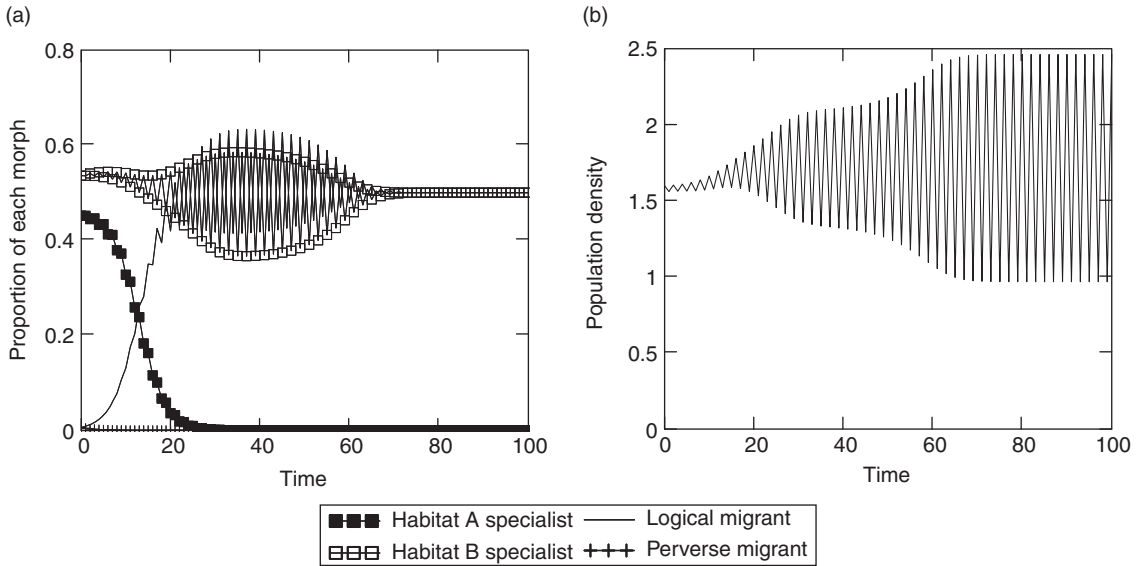 (a)
0.8
0.6
0.4
0.2
0
Proportion of each morph
0 20 40 60 80 100
Time
(b)
2.5
2
1.5
1
0.5
0
Population density
0 20 40 60 80 100
Time
Habitat A specialist Logical migrant
Habitat B specialist Perverse migrant